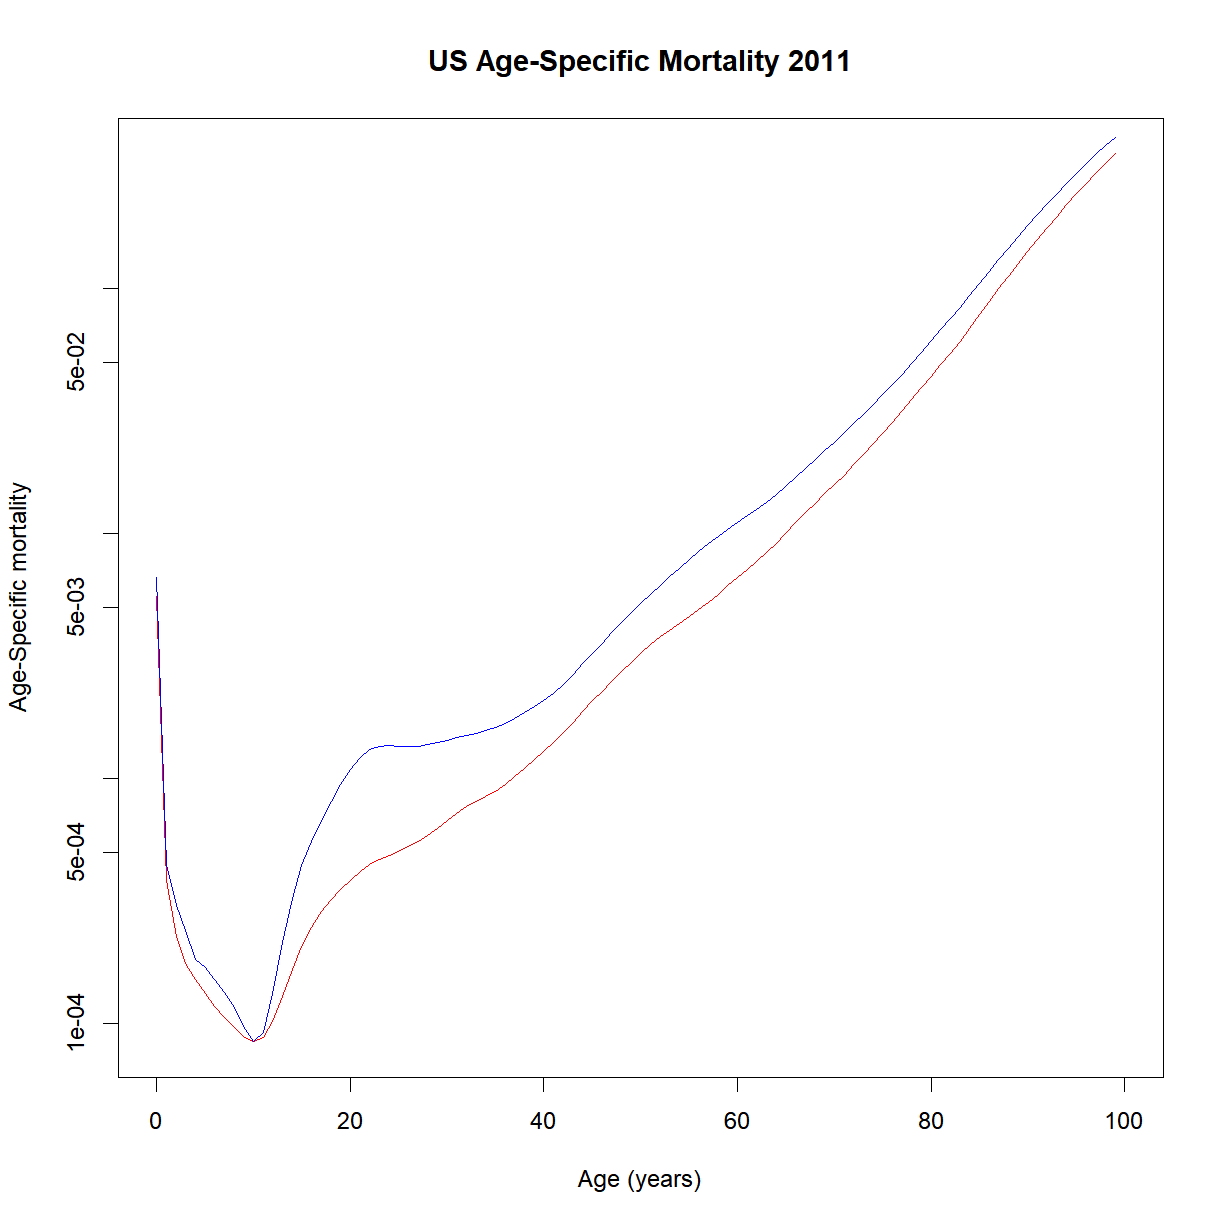 US Age-Specific Mortality 2011
Age-Specific mortality
5e-02
5e-03
5e-04
1e-04
0 20 40 60 80 100
Age (years)